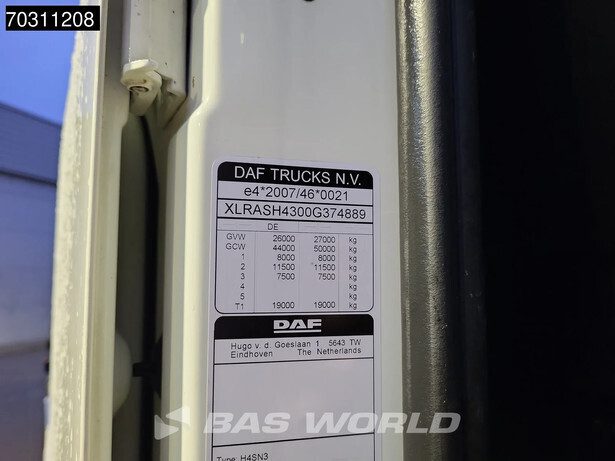 70311208
DAF TRUCKS N.V.
e4*2007/46*0021
XLRASH4300G374889
DE
GVW 26000 27000 kg
GCW 44000 50000 kg
1 8000 8000 kg
2 11500 11500 kg
3 7500 7500 kg
4 kg
5 kg
T1 19000 19000 kg
DAF
Hugo v. d. Goeslaan 1 5643 TW
Eindhoven The Netherlands
BAS WORLD
Type: H4SN3